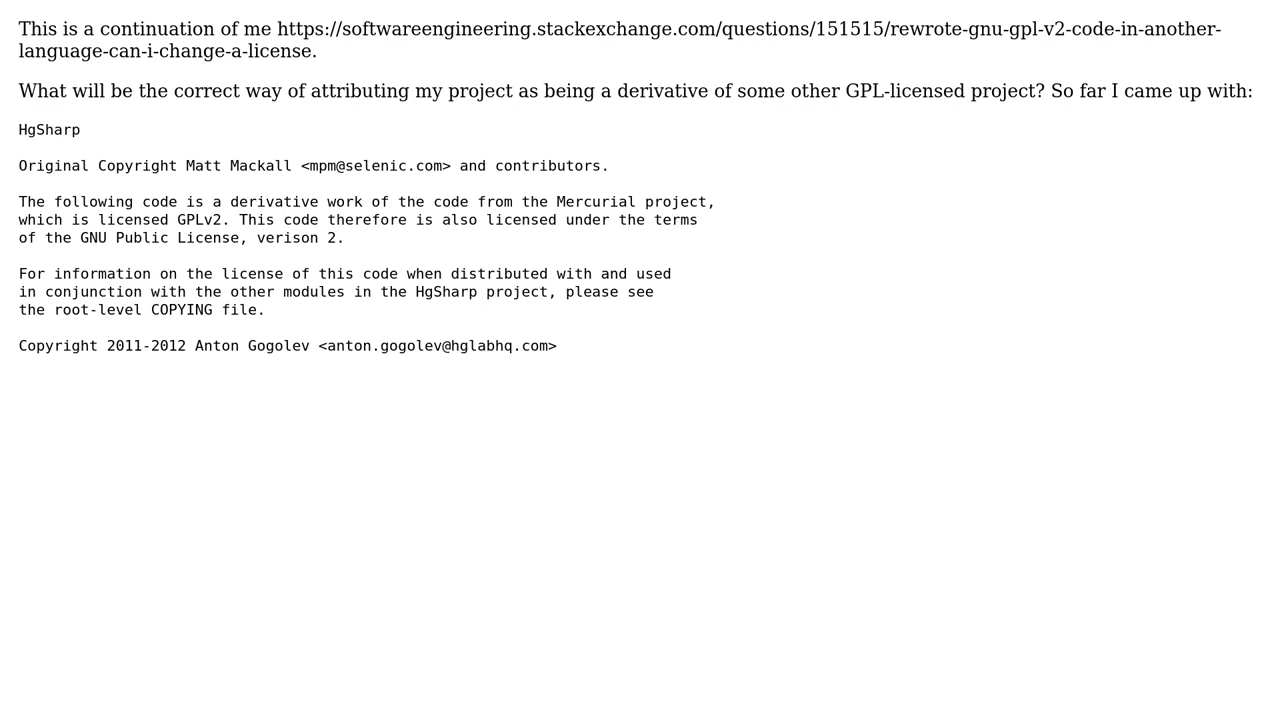 This is a continuation of me https://softwareengineering.stackexchange.com/questions/151515/rewrote-gnu-gpl-v2-code-in-another-
language-can-i-change-a-license.
What will be the correct way of attributing my project as being a derivative of some other GPL-licensed project? So far I came up with:
HgSharp
Original Copyright Matt Mackall <mpm@selenic.com> and contributors.
The following code is a derivative work of the code from the Mercurial project,
which is licensed GPLv2. This code therefore is also licensed under the terms
of the GNU Public License, verison 2.
For information on the license of this code when distributed with and used
in conjunction with the other modules in the HgSharp project, please see
the root-level COPYING file.
Copyright 2011-2012 Anton Gogolev <anton.gogolev@hglabhq.com>